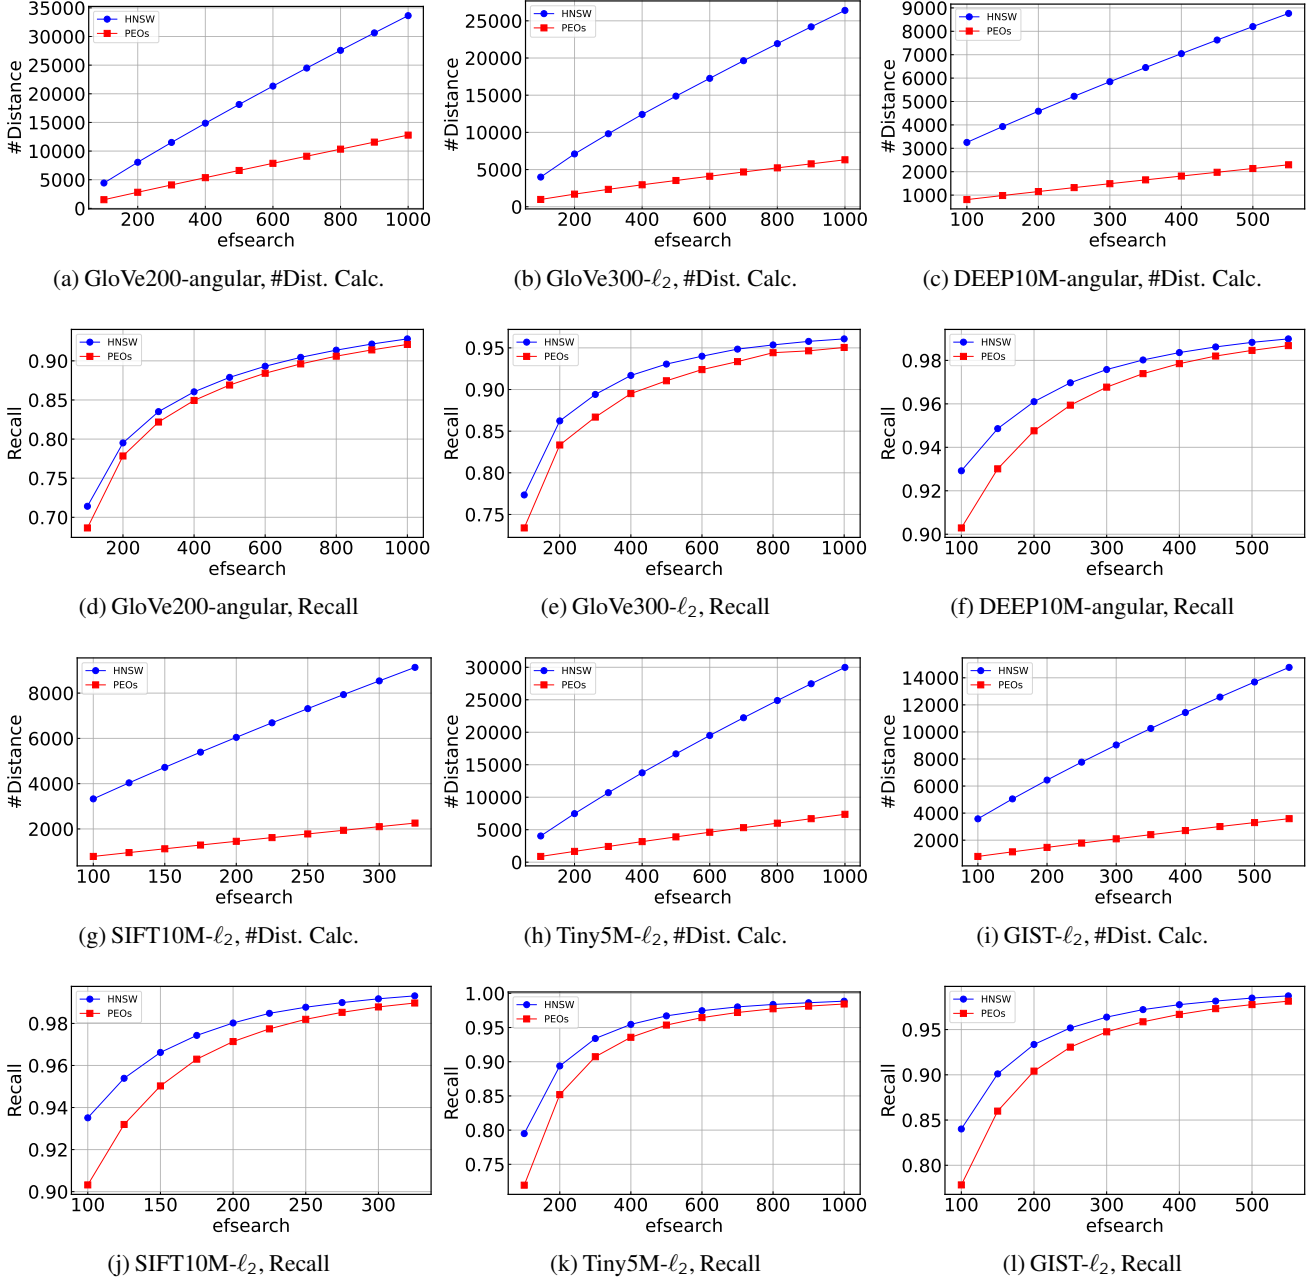 35000
30000
25000
20000
15000
10000
5000
0
#Distance
HNSW
PEOs
200 400 600 800 1000
efsearch
(a) GloVe200-angular, #Dist. Calc.
25000
20000
15000
10000
5000
0
#Distance
HNSW
PEOs
200 400 600 800 1000
efsearch
(b) GloVe300-ℓ₂, #Dist. Calc.
9000
8000
7000
6000
5000
4000
3000
2000
1000
#Distance
HNSW
PEOs
100 200 300 400 500
efsearch
(c) DEEP10M-angular, #Dist. Calc.
0.90
0.85
0.80
0.75
0.70
Recall
HNSW
PEOs
200 400 600 800 1000
efsearch
(d) GloVe200-angular, Recall
0.95
0.90
0.85
0.80
0.75
Recall
HNSW
PEOs
200 400 600 800 1000
efsearch
(e) GloVe300-ℓ₂, Recall
0.98
0.96
0.94
0.92
0.90
Recall
HNSW
PEOs
100 200 300 400 500
efsearch
(f) DEEP10M-angular, Recall
8000
6000
4000
2000
#Distance
HNSW
PEOs
100 150 200 250 300
efsearch
(g) SIFT10M-ℓ₂, #Dist. Calc.
30000
25000
20000
15000
10000
5000
0
#Distance
HNSW
PEOs
200 400 600 800 1000
efsearch
(h) Tiny5M-ℓ₂, #Dist. Calc.
14000
12000
10000
8000
6000
4000
2000
#Distance
HNSW
PEOs
100 200 300 400 500
efsearch
(i) GIST-ℓ₂, #Dist. Calc.
0.98
0.96
0.94
0.92
0.90
Recall
HNSW
PEOs
100 150 200 250 300
efsearch
(j) SIFT10M-ℓ₂, Recall
1.00
0.95
0.90
0.85
0.80
0.75
Recall
HNSW
PEOs
200 400 600 800 1000
efsearch
(k) Tiny5M-ℓ₂, Recall
0.95
0.90
0.85
0.80
Recall
HNSW
PEOs
100 200 300 400 500
efsearch
(l) GIST-ℓ₂, Recall